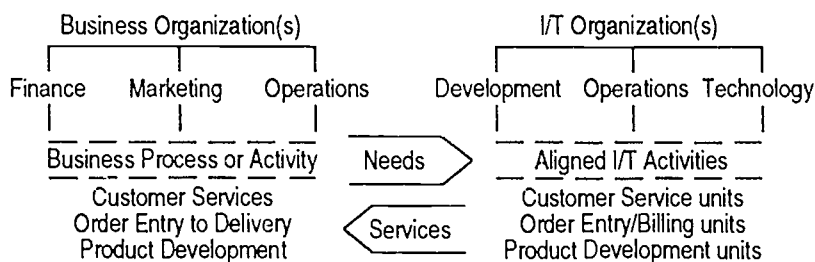 Business Organization(s) I/T Organization(s)
Finance Marketing Operations Development Operations Technology
Business Process or Activity Needs Aligned I/T Activities
Customer Services Customer Service units
Order Entry to Delivery Services Order Entry/Billing units
Product Development Product Development units